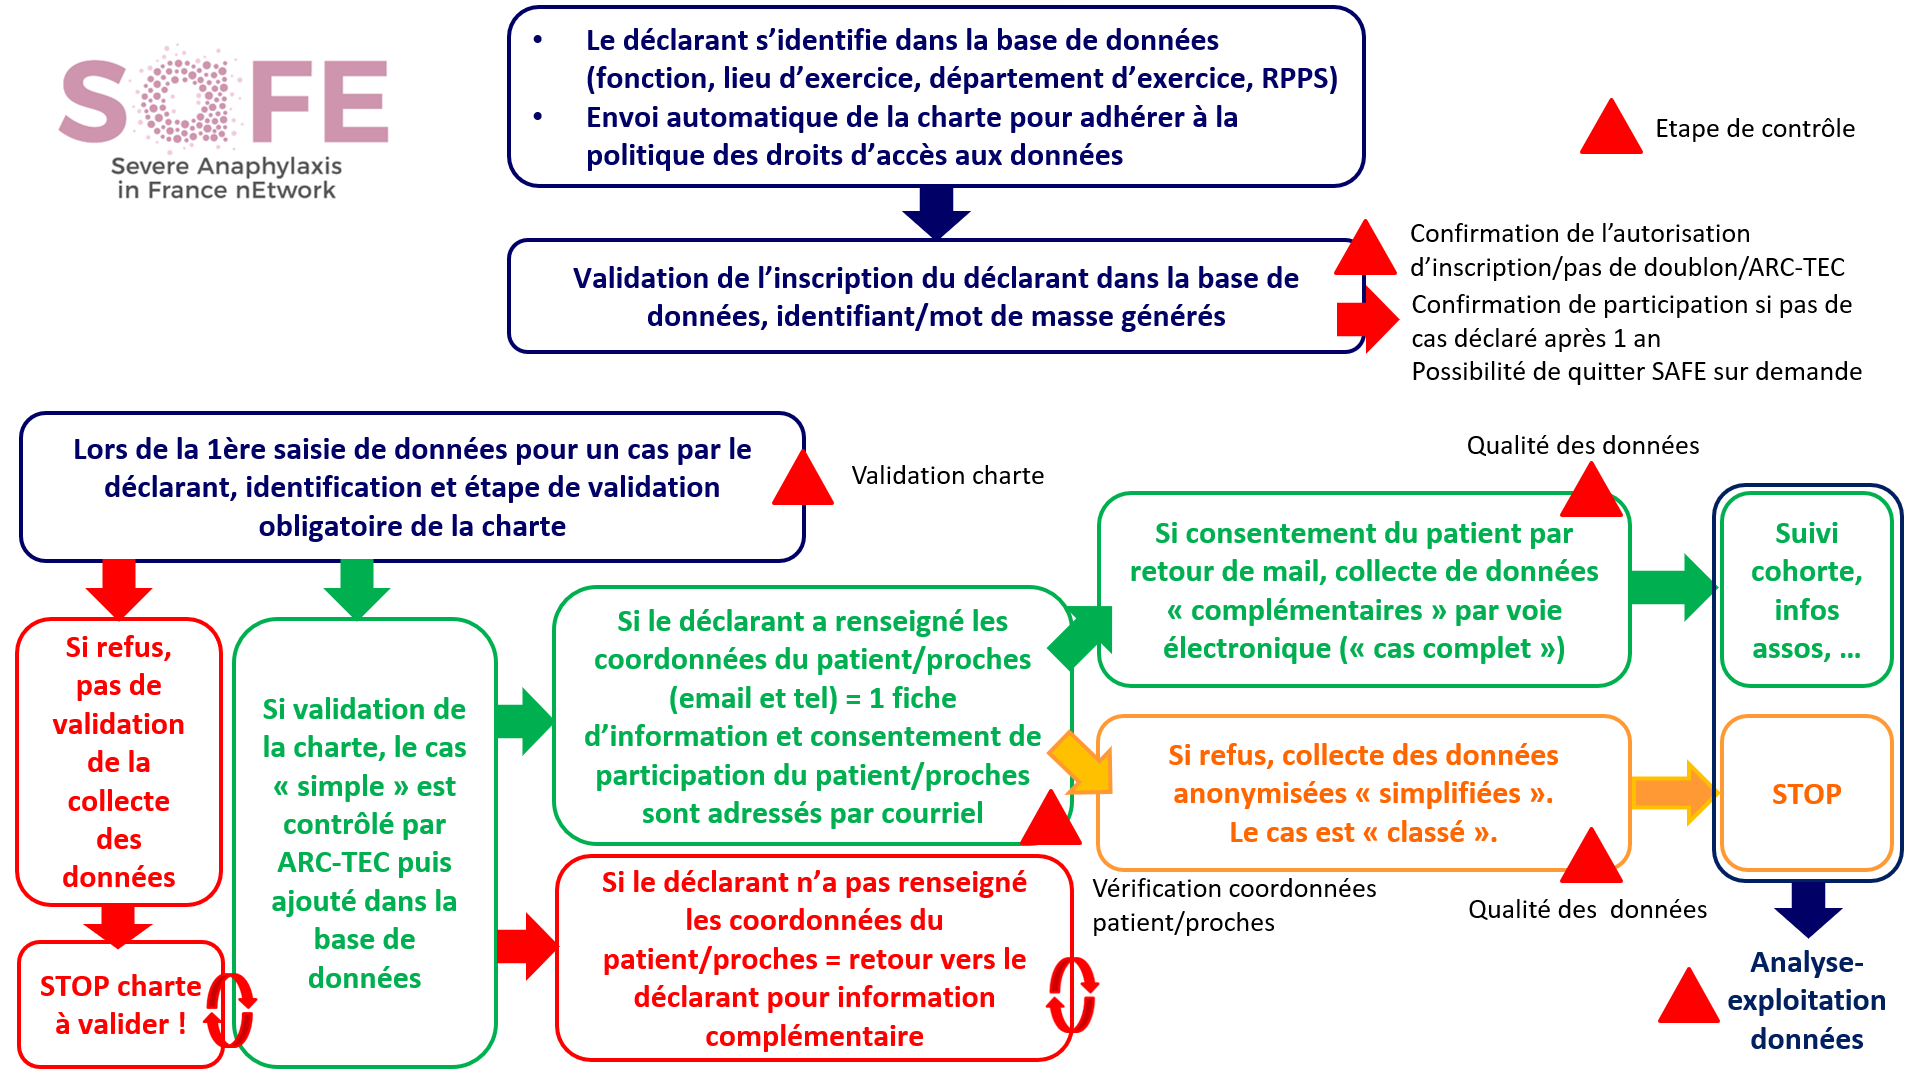 SAFE
Severe Anaphylaxis
in France nEtwork
• Le déclarant s’identifie dans la base de données
(fonction, lieu d’exercice, département d’exercice, RPPS)
• Envoi automatique de la charte pour adhérer à la
politique des droits d’accès aux données
Etape de contrôle
Validation de l’inscription du déclarant dans la base de
données, identifiant/mot de masse générés
Confirmation de l’autorisation
d’inscription/pas de doublon/ARC-TEC
Confirmation de participation si pas de
cas déclaré après 1 an
Possibilité de quitter SAFE sur demande
Lors de la 1ère saisie de données pour un cas par le
déclarant, identification et étape de validation
obligatoire de la charte
Validation charte
Si refus,
pas de
validation
de la
collecte
des
données
STOP charte
à valider !
Si validation de
la charte, le cas
« simple » est
contrôlé par
ARC-TEC puis
ajouté dans la
base de
données
Si le déclarant a renseigné les
coordonnées du patient/proches
(email et tel) = 1 fiche
d’information et consentement de
participation du patient/proches
sont adressés par courriel
Si le déclarant n’a pas renseigné
les coordonnées du
patient/proches = retour vers le
déclarant pour information
complémentaire
Qualité des données
Si consentement du patient par
retour de mail, collecte de données
« complémentaires » par voie
électronique (« cas complet »)
Si refus, collecte des données
anonymisées « simplifiées ».
Le cas est « classé ».
Vérification coordonnées
patient/proches
Qualité des données
Suivi
cohorte,
infos
assos, …
STOP
Analyse-
exploitation
données